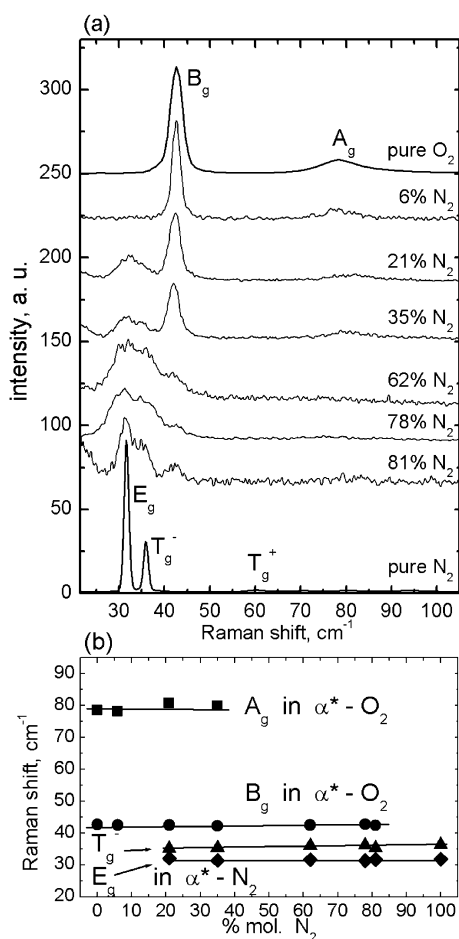 (a)
300
250
200
150
100
50
0
intensity, a. u.
B_g
A_g
pure O_2
6% N_2
21% N_2
35% N_2
62% N_2
78% N_2
81% N_2
E_g
T_g^-
T_g^+
pure N_2
30 40 50 60 70 80 90 100
Raman shift, cm^-1
(b)
90
80
70
60
50
40
30
20
Raman shift, cm^-1
A_g in α* - O_2
B_g in α* - O_2
T_g^-
E_g in α* - N_2
0 10 20 30 40 50 60 70 80 90 100
% mol. N_2